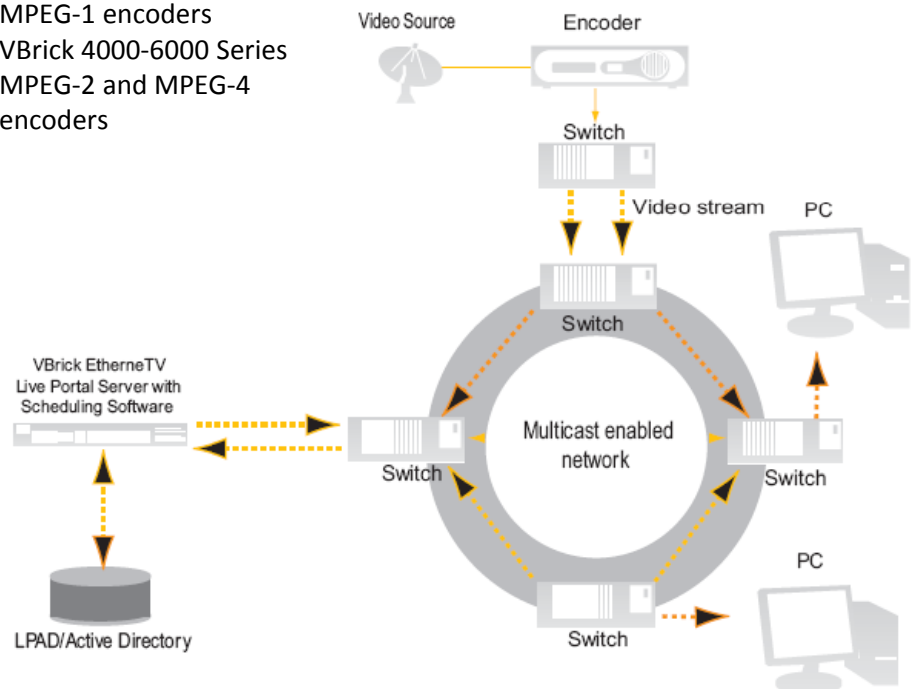 MPEG-1 encoders
VBrick 4000-6000 Series
MPEG-2 and MPEG-4
encoders
Video Source
Encoder
Switch
Video stream
PC
Switch
VBrick EtherneTV
Live Portal Server with
Scheduling Software
Multicast enabled
network
Switch
Switch
PC
LPAD/Active Directory
Switch